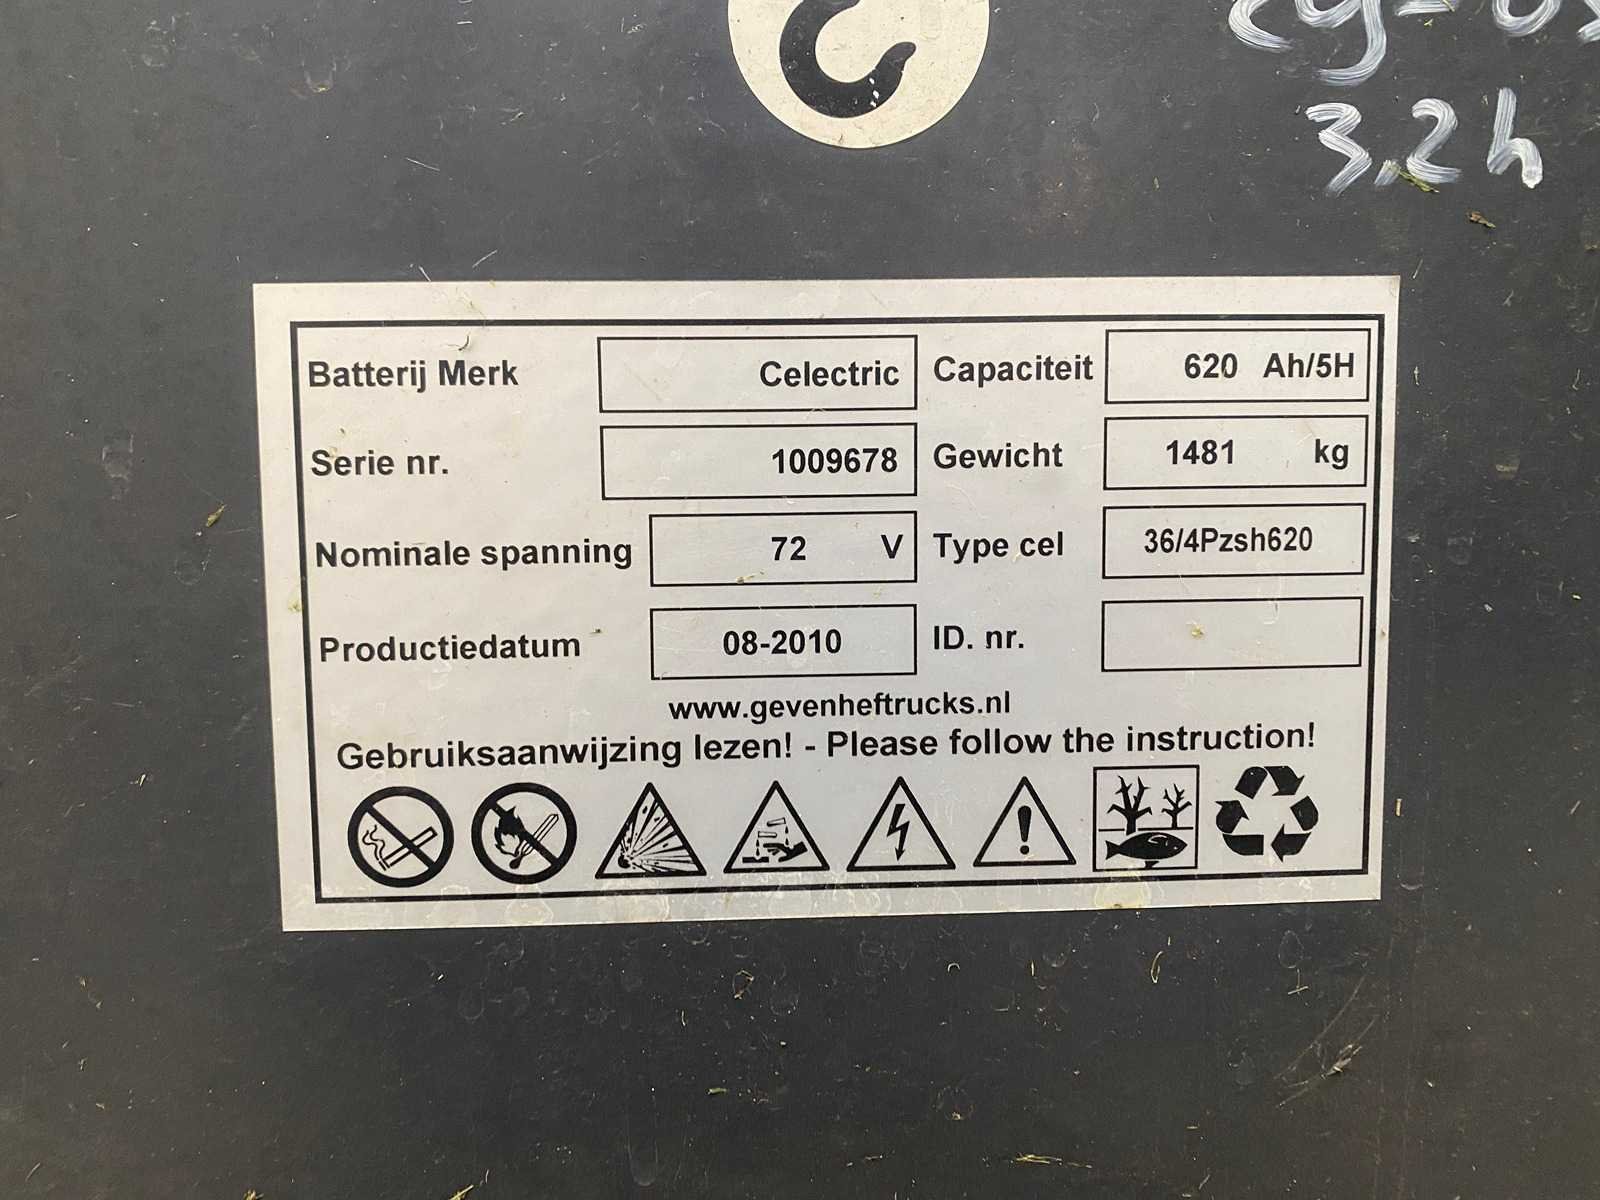 3,2 h
Batterij Merk Celectric Capaciteit 620 Ah/5H
Serie nr. 1009678 Gewicht 1481 kg
Nominale spanning 72 V Type cel 36/4Pzsh620
Productiedatum 08-2010 ID. nr.
www.gevenheftrucks.nl
Gebruiksaanwijzing lezen! - Please follow the instruction!